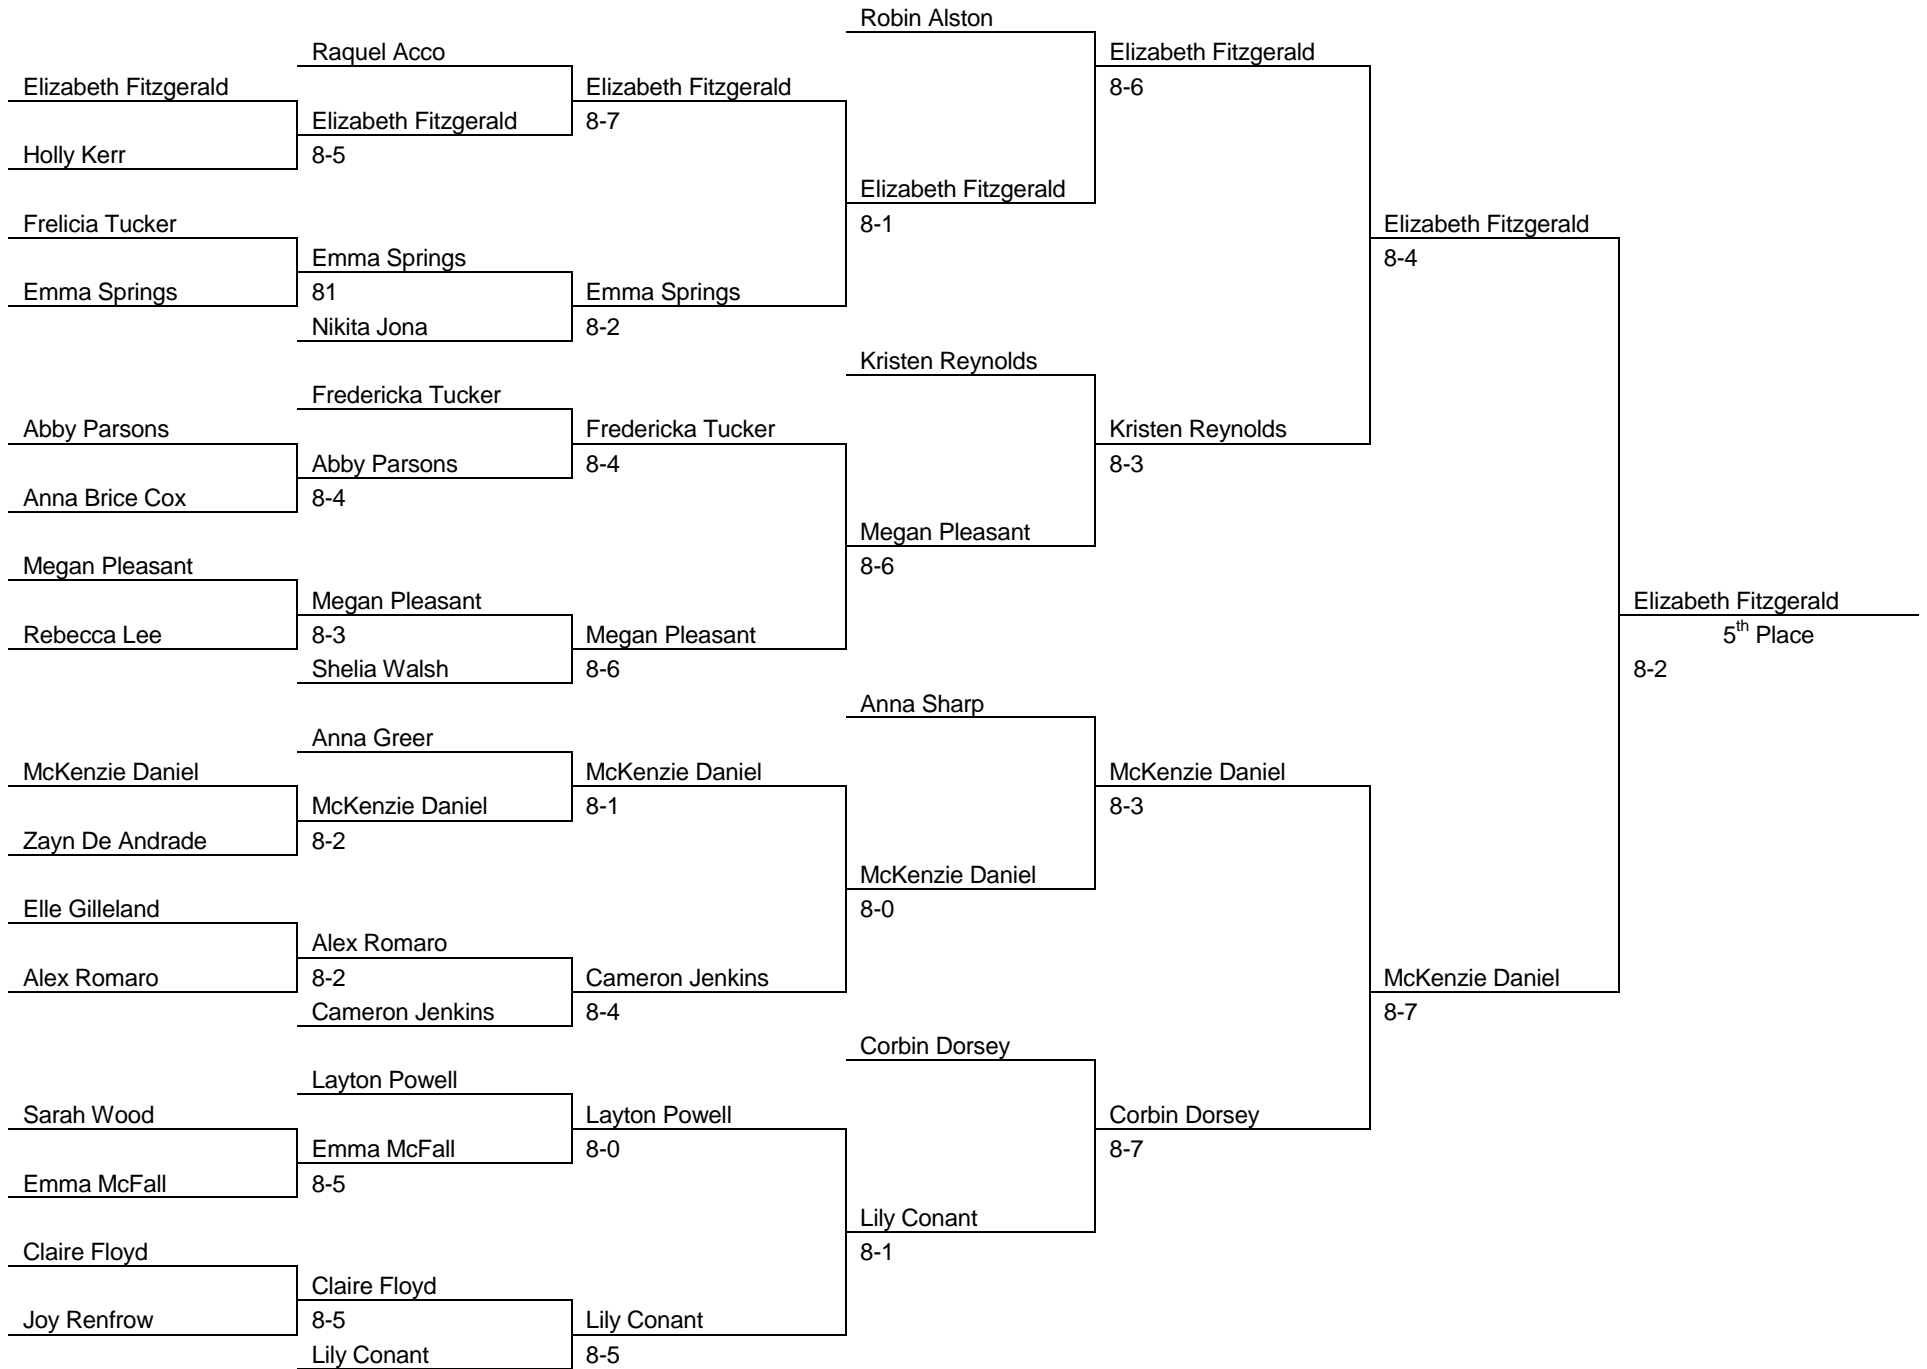 Robin Alston
Raquel Acco
Elizabeth Fitzgerald
Elizabeth Fitzgerald
Elizabeth Fitzgerald
8-6
Elizabeth Fitzgerald
8-7
Holly Kerr
8-5
Elizabeth Fitzgerald
Frelicia Tucker
8-1
Elizabeth Fitzgerald
Emma Springs
8-4
Emma Springs
81
Emma Springs
Nikita Jona
8-2
Kristen Reynolds
Fredericka Tucker
Abby Parsons
Fredericka Tucker
Kristen Reynolds
Abby Parsons
8-4
8-3
Anna Brice Cox
8-4
Megan Pleasant
Megan Pleasant
8-6
Megan Pleasant
Elizabeth Fitzgerald
Rebecca Lee
8-3
Megan Pleasant
5th Place
Shelia Walsh
8-6
8-2
Anna Sharp
Anna Greer
McKenzie Daniel
McKenzie Daniel
McKenzie Daniel
McKenzie Daniel
8-1
8-3
Zayn De Andrade
8-2
McKenzie Daniel
Elle Gilleland
8-0
Alex Romaro
Alex Romaro
8-2
Cameron Jenkins
McKenzie Daniel
Cameron Jenkins
8-4
8-7
Corbin Dorsey
Layton Powell
Sarah Wood
Layton Powell
Corbin Dorsey
Emma McFall
8-0
8-7
Emma McFall
8-5
Lily Conant
Claire Floyd
8-1
Claire Floyd
Joy Renfrow
8-5
Lily Conant
Lily Conant
8-5